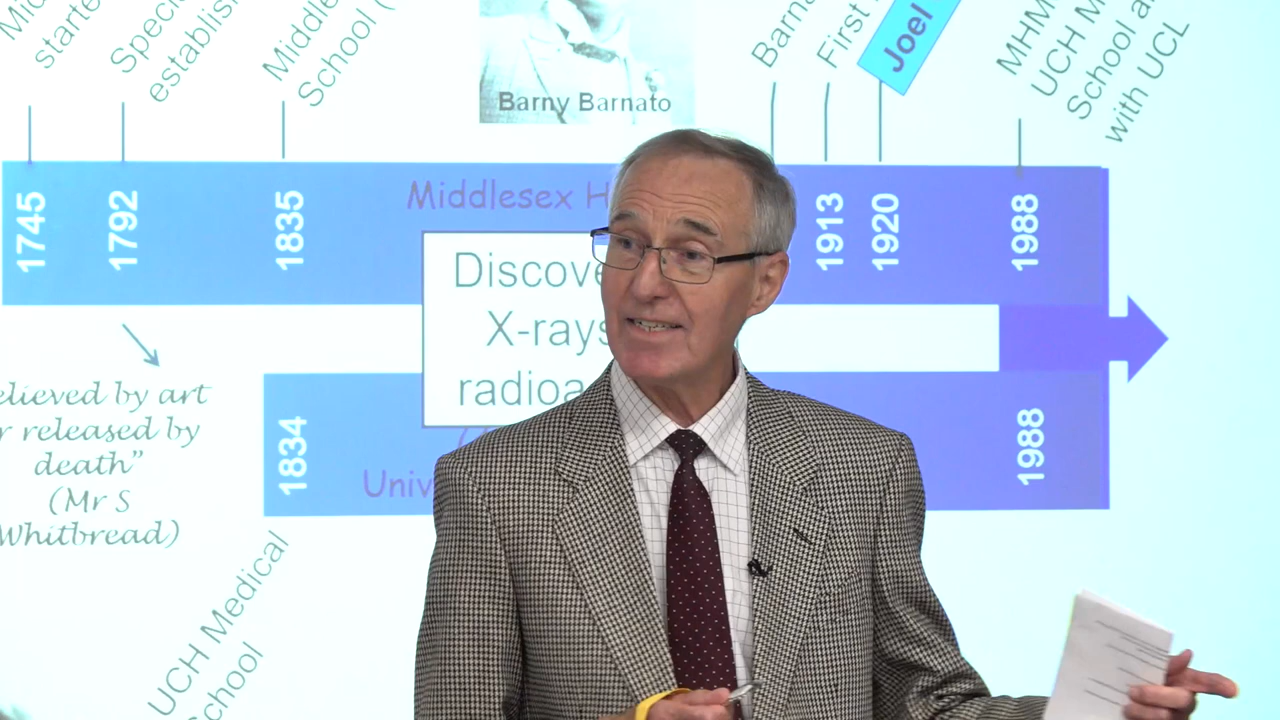 starte
Speci
establis
Middle
School (
Barny Barnato
Barna
First
Joel
MHM
UCH M
School a
with UCL
1745
1792
1835
Middlesex H
1913
1920
1988
Discove
X-rays
radioa
elieved by art
r released by
death"
(Mr S
Whitbread)
1834
Univ
1988
UCH Medical
School